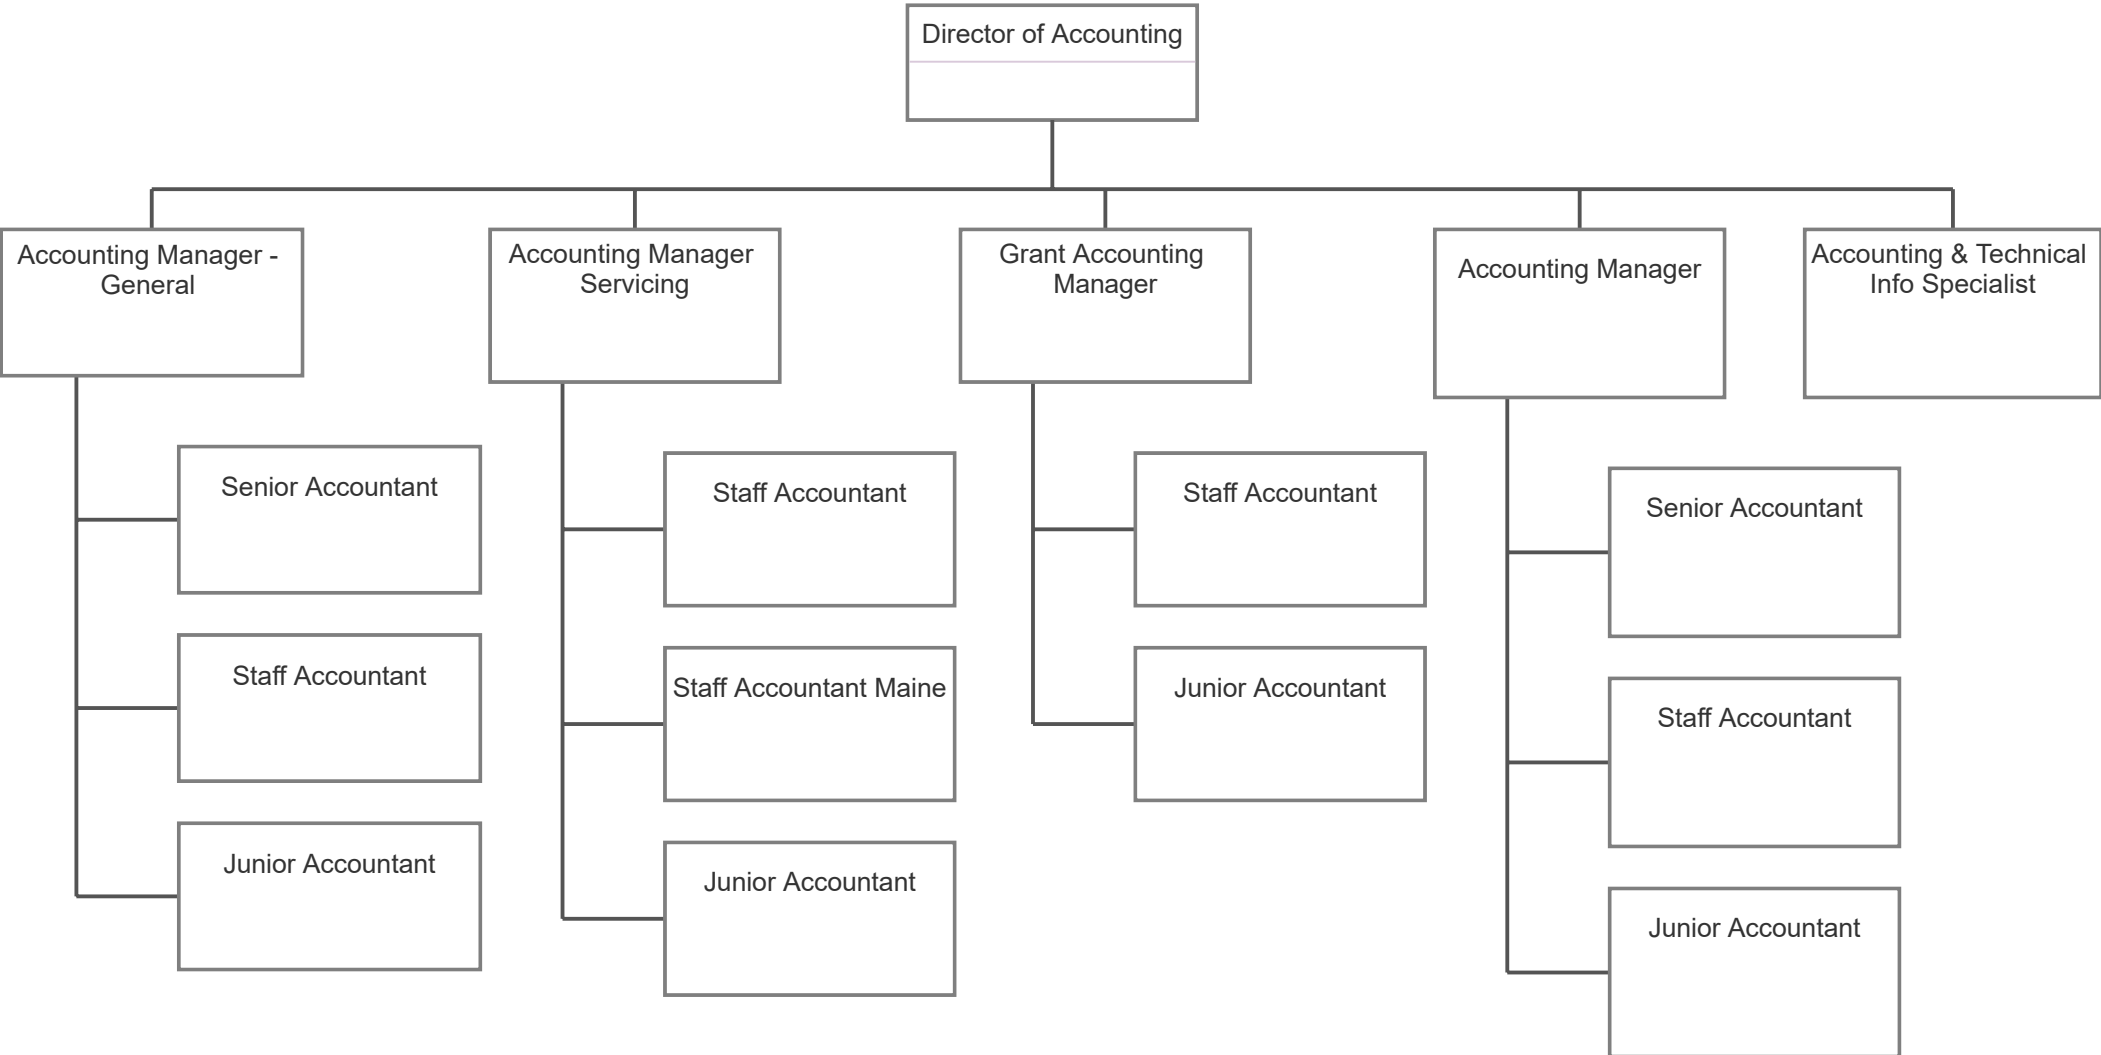 Director of Accounting
Accounting Manager -
General
Accounting Manager
Servicing
Grant Accounting
Manager
Accounting Manager
Accounting & Technical
Info Specialist
Senior Accountant
Staff Accountant
Junior Accountant
Staff Accountant
Staff Accountant Maine
Junior Accountant
Staff Accountant
Junior Accountant
Senior Accountant
Staff Accountant
Junior Accountant